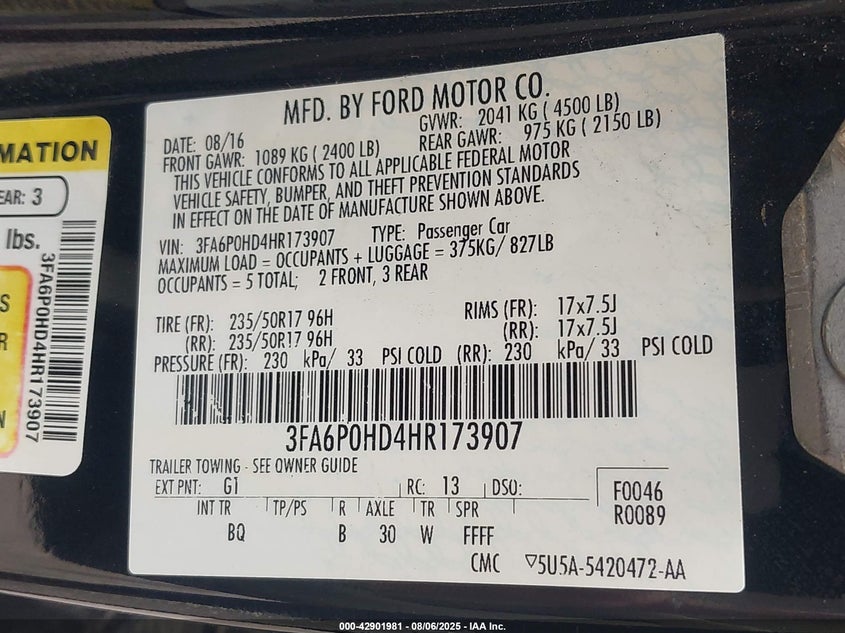 MFD. BY FORD MOTOR CO.
DATE: 08/16 GVWR: 2041 KG ( 4500 LB)
FRONT GAWR: 1089 KG ( 2400 LB) REAR GAWR: 975 KG ( 2150 LB)
THIS VEHICLE CONFORMS TO ALL APPLICABLE FEDERAL MOTOR
VEHICLE SAFETY, BUMPER, AND THEFT PREVENTION STANDARDS
IN EFFECT ON THE DATE OF MANUFACTURE SHOWN ABOVE.
VIN: 3FA6P0HD4HR173907 TYPE: Passenger Car
MAXIMUM LOAD = OCCUPANTS + LUGGAGE = 375KG/ 827LB
OCCUPANTS = 5 TOTAL; 2 FRONT, 3 REAR
TIRE (FR): 235/50R17 96H RIMS (FR): 17x7.5J
(RR): 235/50R17 96H (RR): 17x7.5J
PRESSURE (FR): 230 kPa/ 33 PSI COLD (RR): 230 kPa/ 33 PSI COLD
3FA6P0HD4HR173907
TRAILER TOWING - SEE OWNER GUIDE
EXT PNT: G1 RC: 13 DSO: F0046
INT TR TP/PS R AXLE TR SPR R0089
BQ B 30 W FFFF
CMC ▽5U5A-5420472-AA
MATION
EAR: 3
lbs.
S
R
N
3FA6P0HD4HR173907
000-42901981 - 08/06/2025 - IAA Inc.